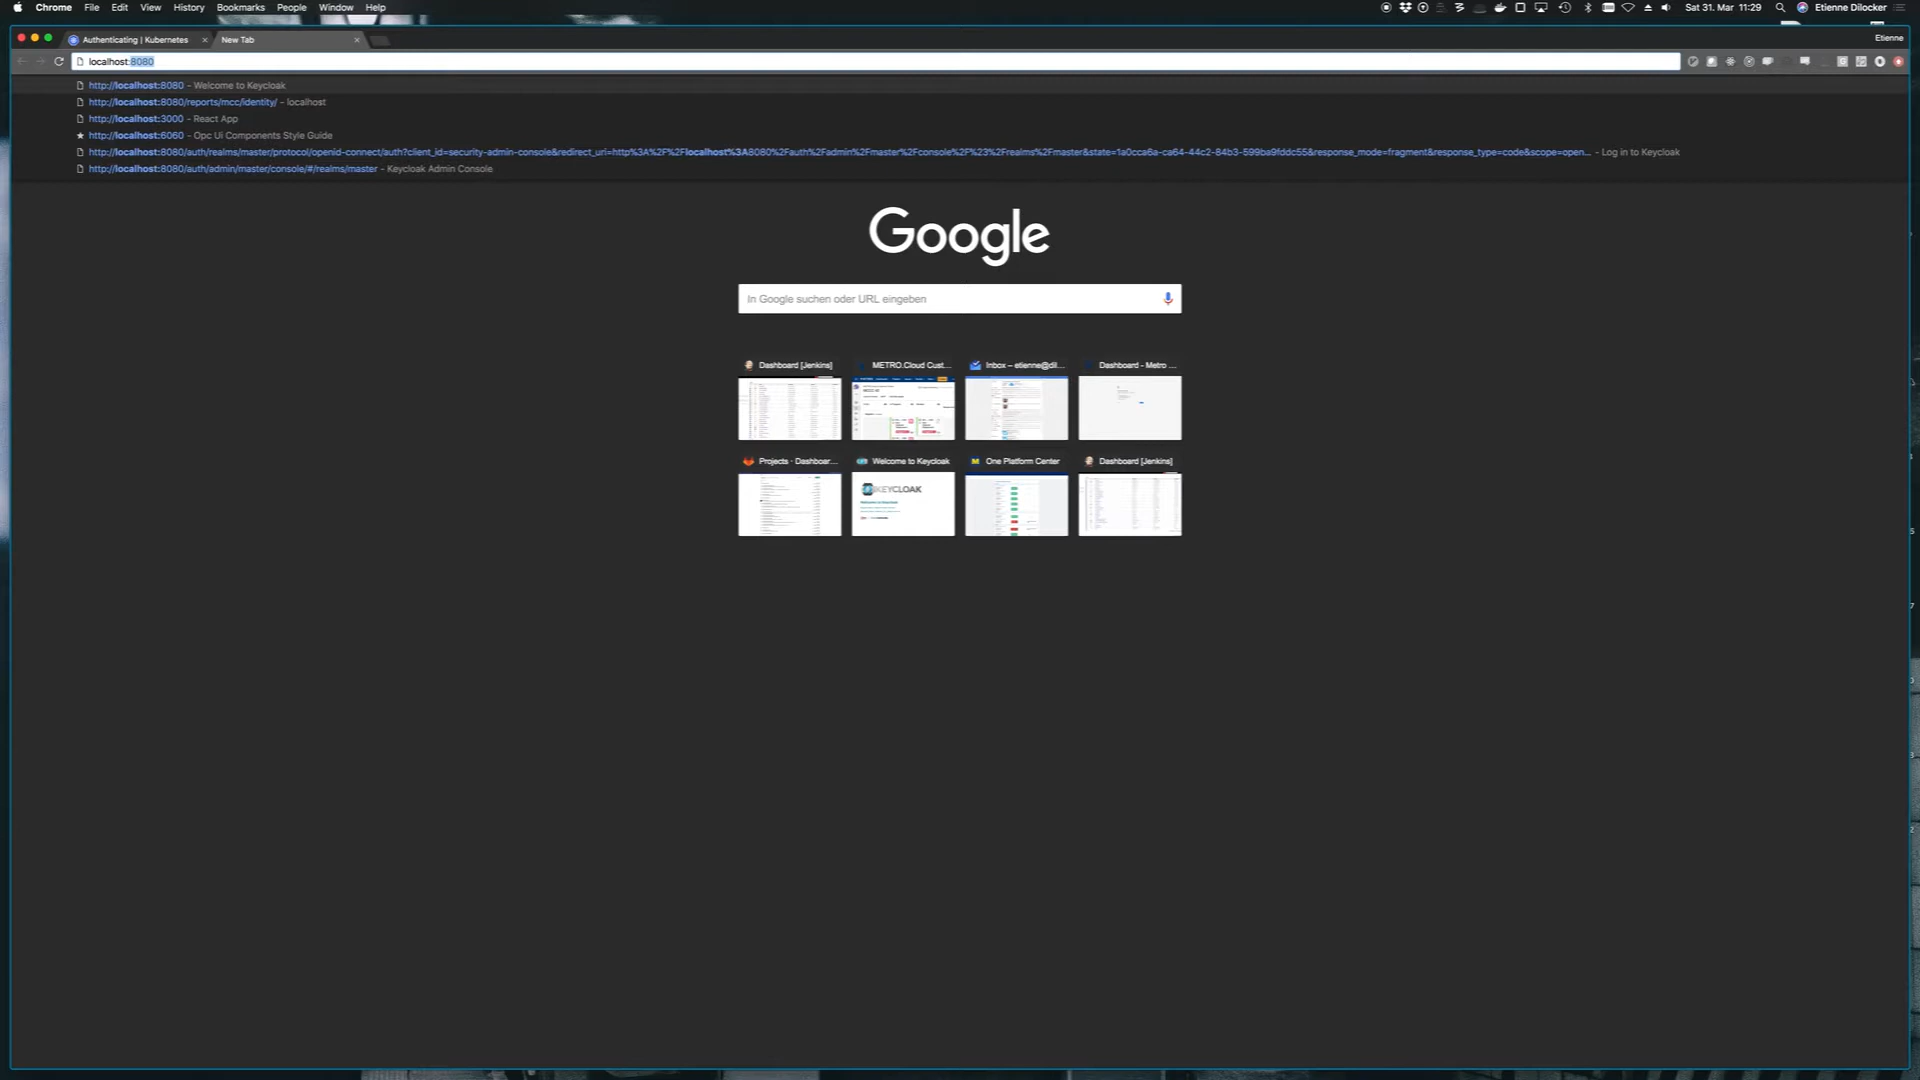 Chrome File Edit View History Bookmarks People Window Help Sat 31. Mar 11:29 Etienne Dilocker
Authenticating | Kubernetes New Tab Etienne
localhost:8080
http://localhost:8080 – Welcome to Keycloak
http://localhost:8080/reports/mcc/identity/ – localhost
http://localhost:3000 – React App
http://localhost:6060 – Opc Ui Components Style Guide
http://localhost:8080/auth/realms/master/protocol/openid-connect/auth?client_id=security-admin-console&redirect_uri=http%3A%2F%2Flocalhost%3A8080%2Fauth%2Fadmin%2Fmaster%2Fconsole%2F%23%2Frealms%2Fmaster&state=1a0cca6a-ca64-44c2-84b3-599ba9fddc55&response_mode=fragment&response_type=code&scope=open... – Log in to Keycloak
http://localhost:8080/auth/admin/master/console/#/realms/master – Keycloak Admin Console
Google
In Google suchen oder URL eingeben
Dashboard [Jenkins] METRO.Cloud Cust... Inbox – etienne@dil... Dashboard - Metro ...
Projects · Dashboar... Welcome to Keycloak One Platform Center Dashboard [Jenkins]
KEYCLOAK